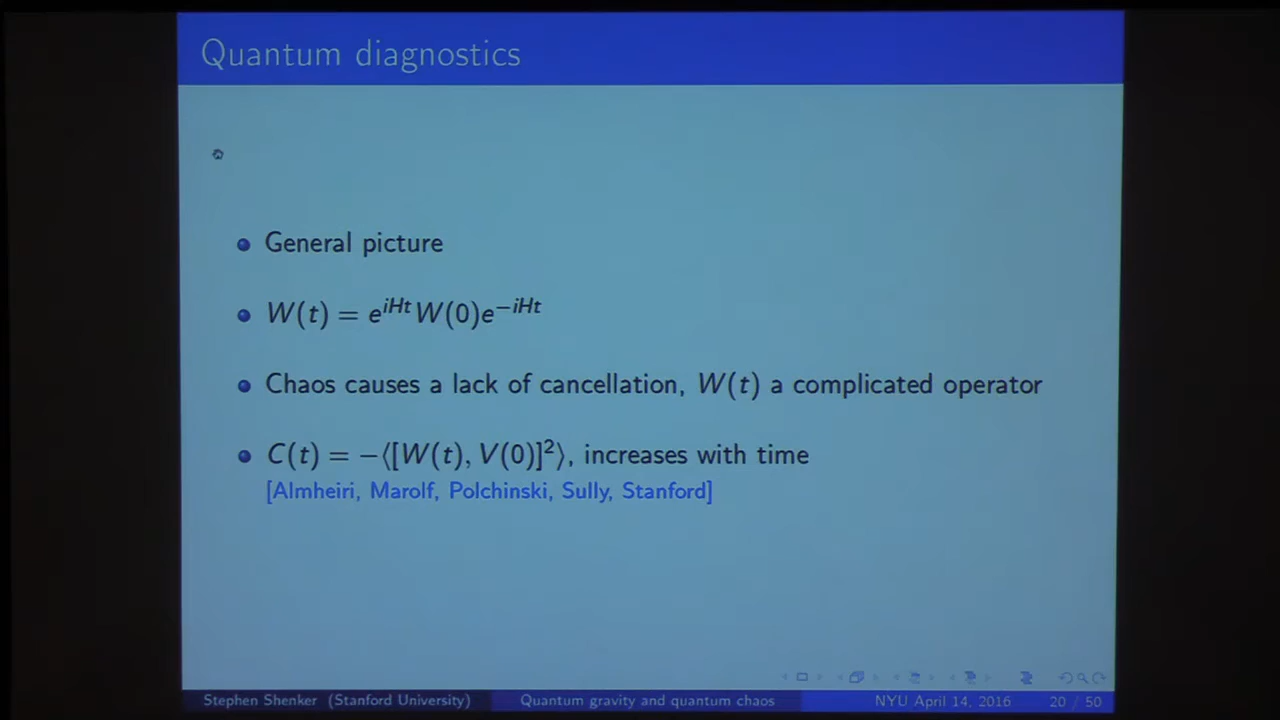 Quantum diagnostics
General picture
W(t) = e^{iHt} W(0)e^{−iHt}
Chaos causes a lack of cancellation, W(t) a complicated operator
C(t) = −⟨[W(t), V(0)]²⟩, increases with time
[Almheiri, Marolf, Polchinski, Sully, Stanford]
Stephen Shenker (Stanford University) Quantum gravity and quantum chaos NYU April 14, 2016 20 / 50